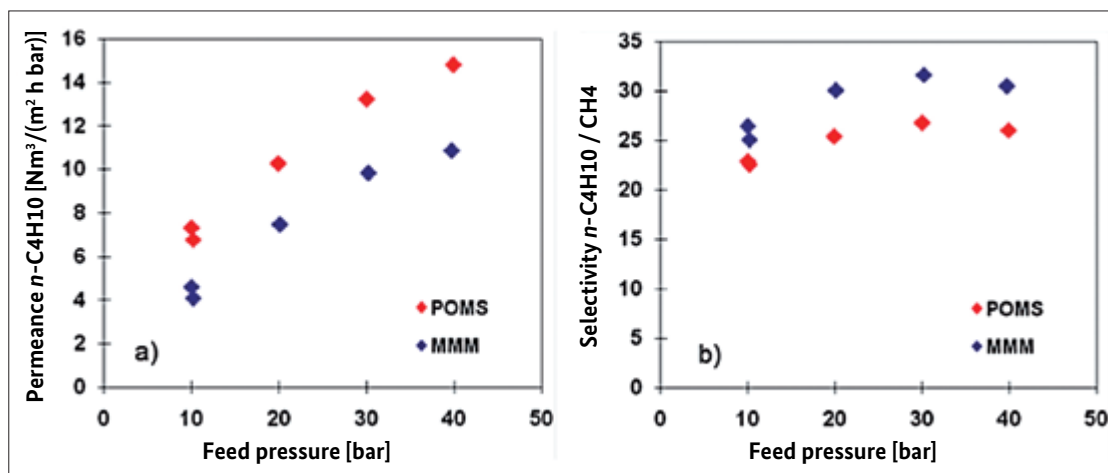 Permeance n-C4H10 [Nm³/(m² h bar)]
16
14
12
10
8
6
4
2
0
0 10 20 30 40 50
Feed pressure [bar]
a)
POMS
MMM
Selectivity n-C4H10 / CH4
35
30
25
20
15
10
5
0
0 10 20 30 40 50
Feed pressure [bar]
b)
POMS
MMM